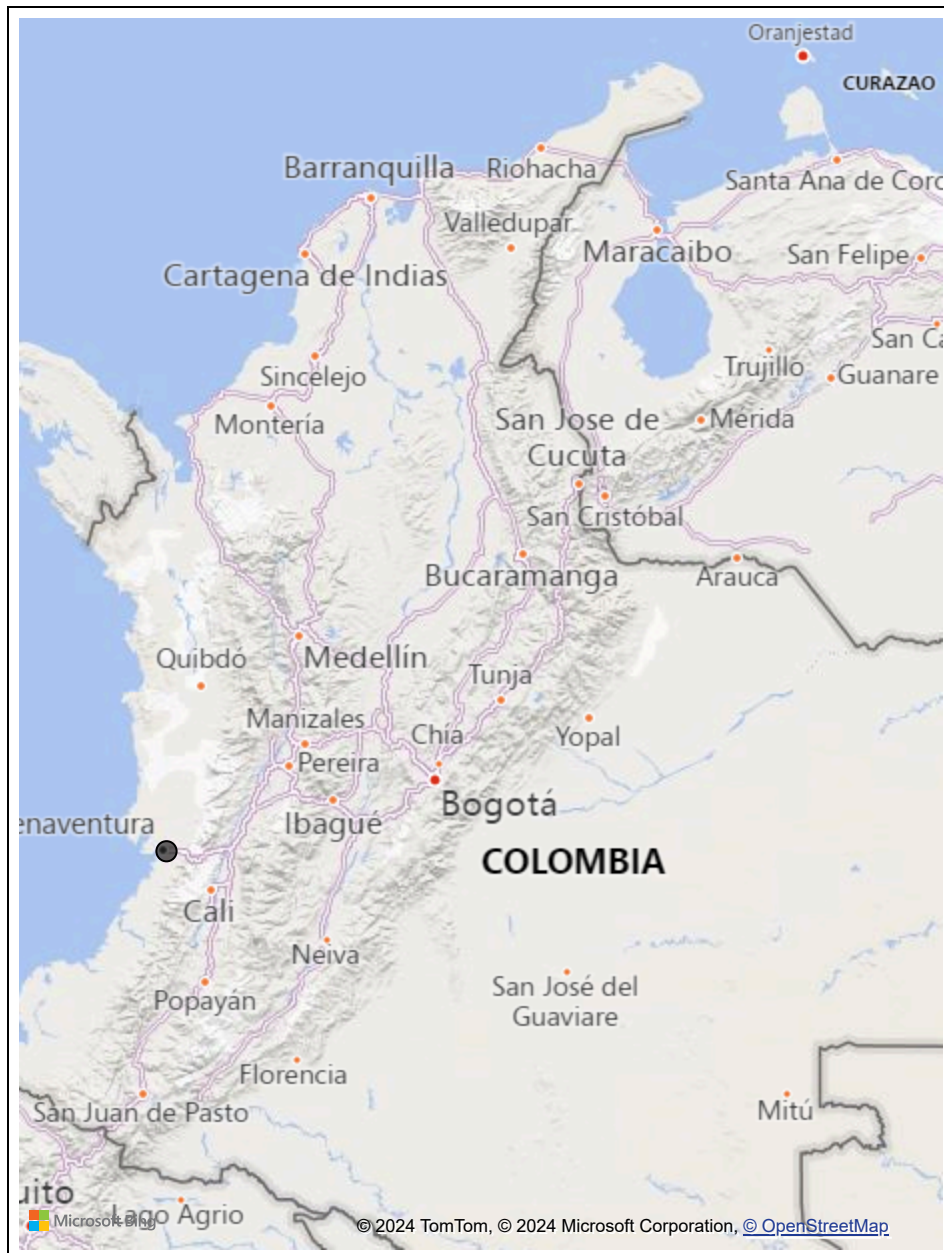 Oranjestad
CURAZAO
Barranquilla
Riohacha
Santa Ana de Coro
Valledupar
Maracaibo
San Felipe
Cartagena de Indias
San Ca
Trujillo
Guanare
Sincelejo
San Jose de
Cucuta
Mérida
Montería
San Cristóbal
Bucaramanga
Arauca
Quibdó
Medellín
Tunja
Manizales
Chía
Yopal
Pereira
Bogotá
enaventura
Ibagué
COLOMBIA
Cali
Neiva
San José del
Guaviare
Popayán
Florencia
San Juan de Pasto
Mitú
uito
Lago Agrio
Microsoft Bing
© 2024 TomTom, © 2024 Microsoft Corporation, © OpenStreetMap